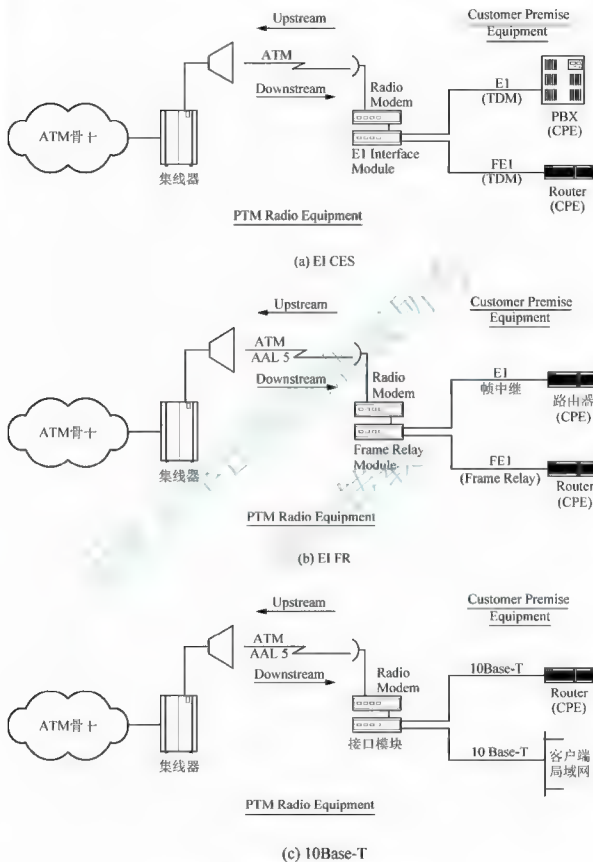 Upstream
Customer Premise
Equipment
ATM
Downstream
Radio
Modem
E1
(TDM)
PBX
(CPE)
ATM骨干
集线器
E1 Interface
Module
FE1
(TDM)
Router
(CPE)
PTM Radio Equipment
(a) EI CES
Upstream
Customer Premise
Equipment
ATM
AAL 5
Downstream
Radio
Modem
E1
帧中继
路由器
(CPE)
ATM骨干
集线器
Frame Relay
Module
FE1
(Frame Relay)
Router
(CPE)
PTM Radio Equipment
(b) EI FR
Upstream
Customer Premise
Equipment
ATM
AAL 5
Downstream
Radio
Modem
10Base-T
Router
(CPE)
ATM骨干
集线器
接口模块
10 Base-T
客户端
局域网
PTM Radio Equipment
(c) 10Base-T